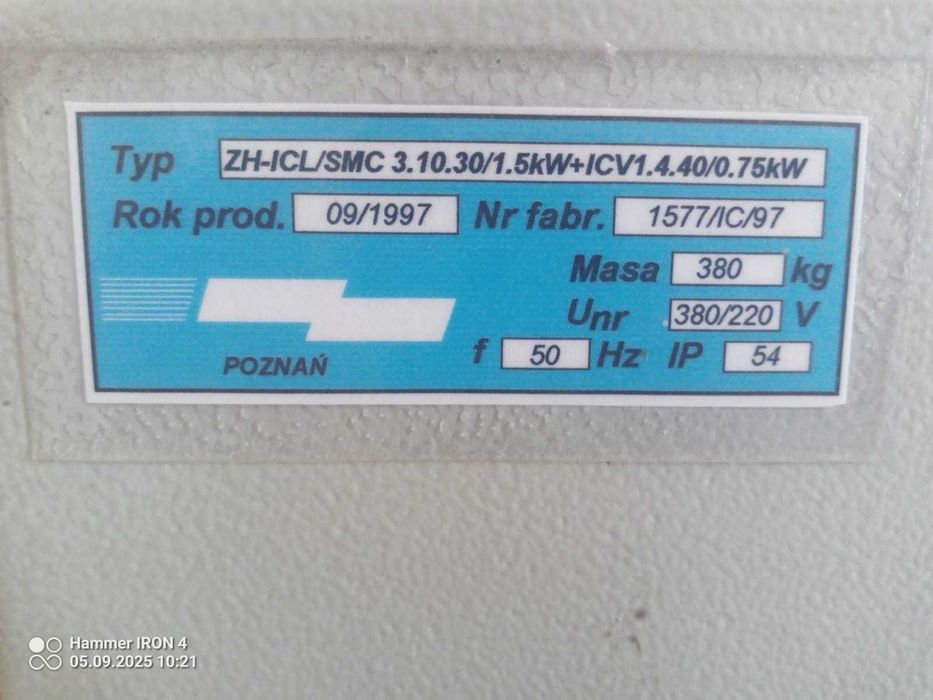 Typ ZH-ICL/SMC 3.10.30/1.5kW+ICV1.4.40/0.75kW
Rok prod. 09/1997 Nr fabr. 1577/IC/97
Masa 380 kg
Unr 380/220 V
f 50 Hz IP 54
POZNAŃ
Hammer IRON 4
05.09.2025 10:21